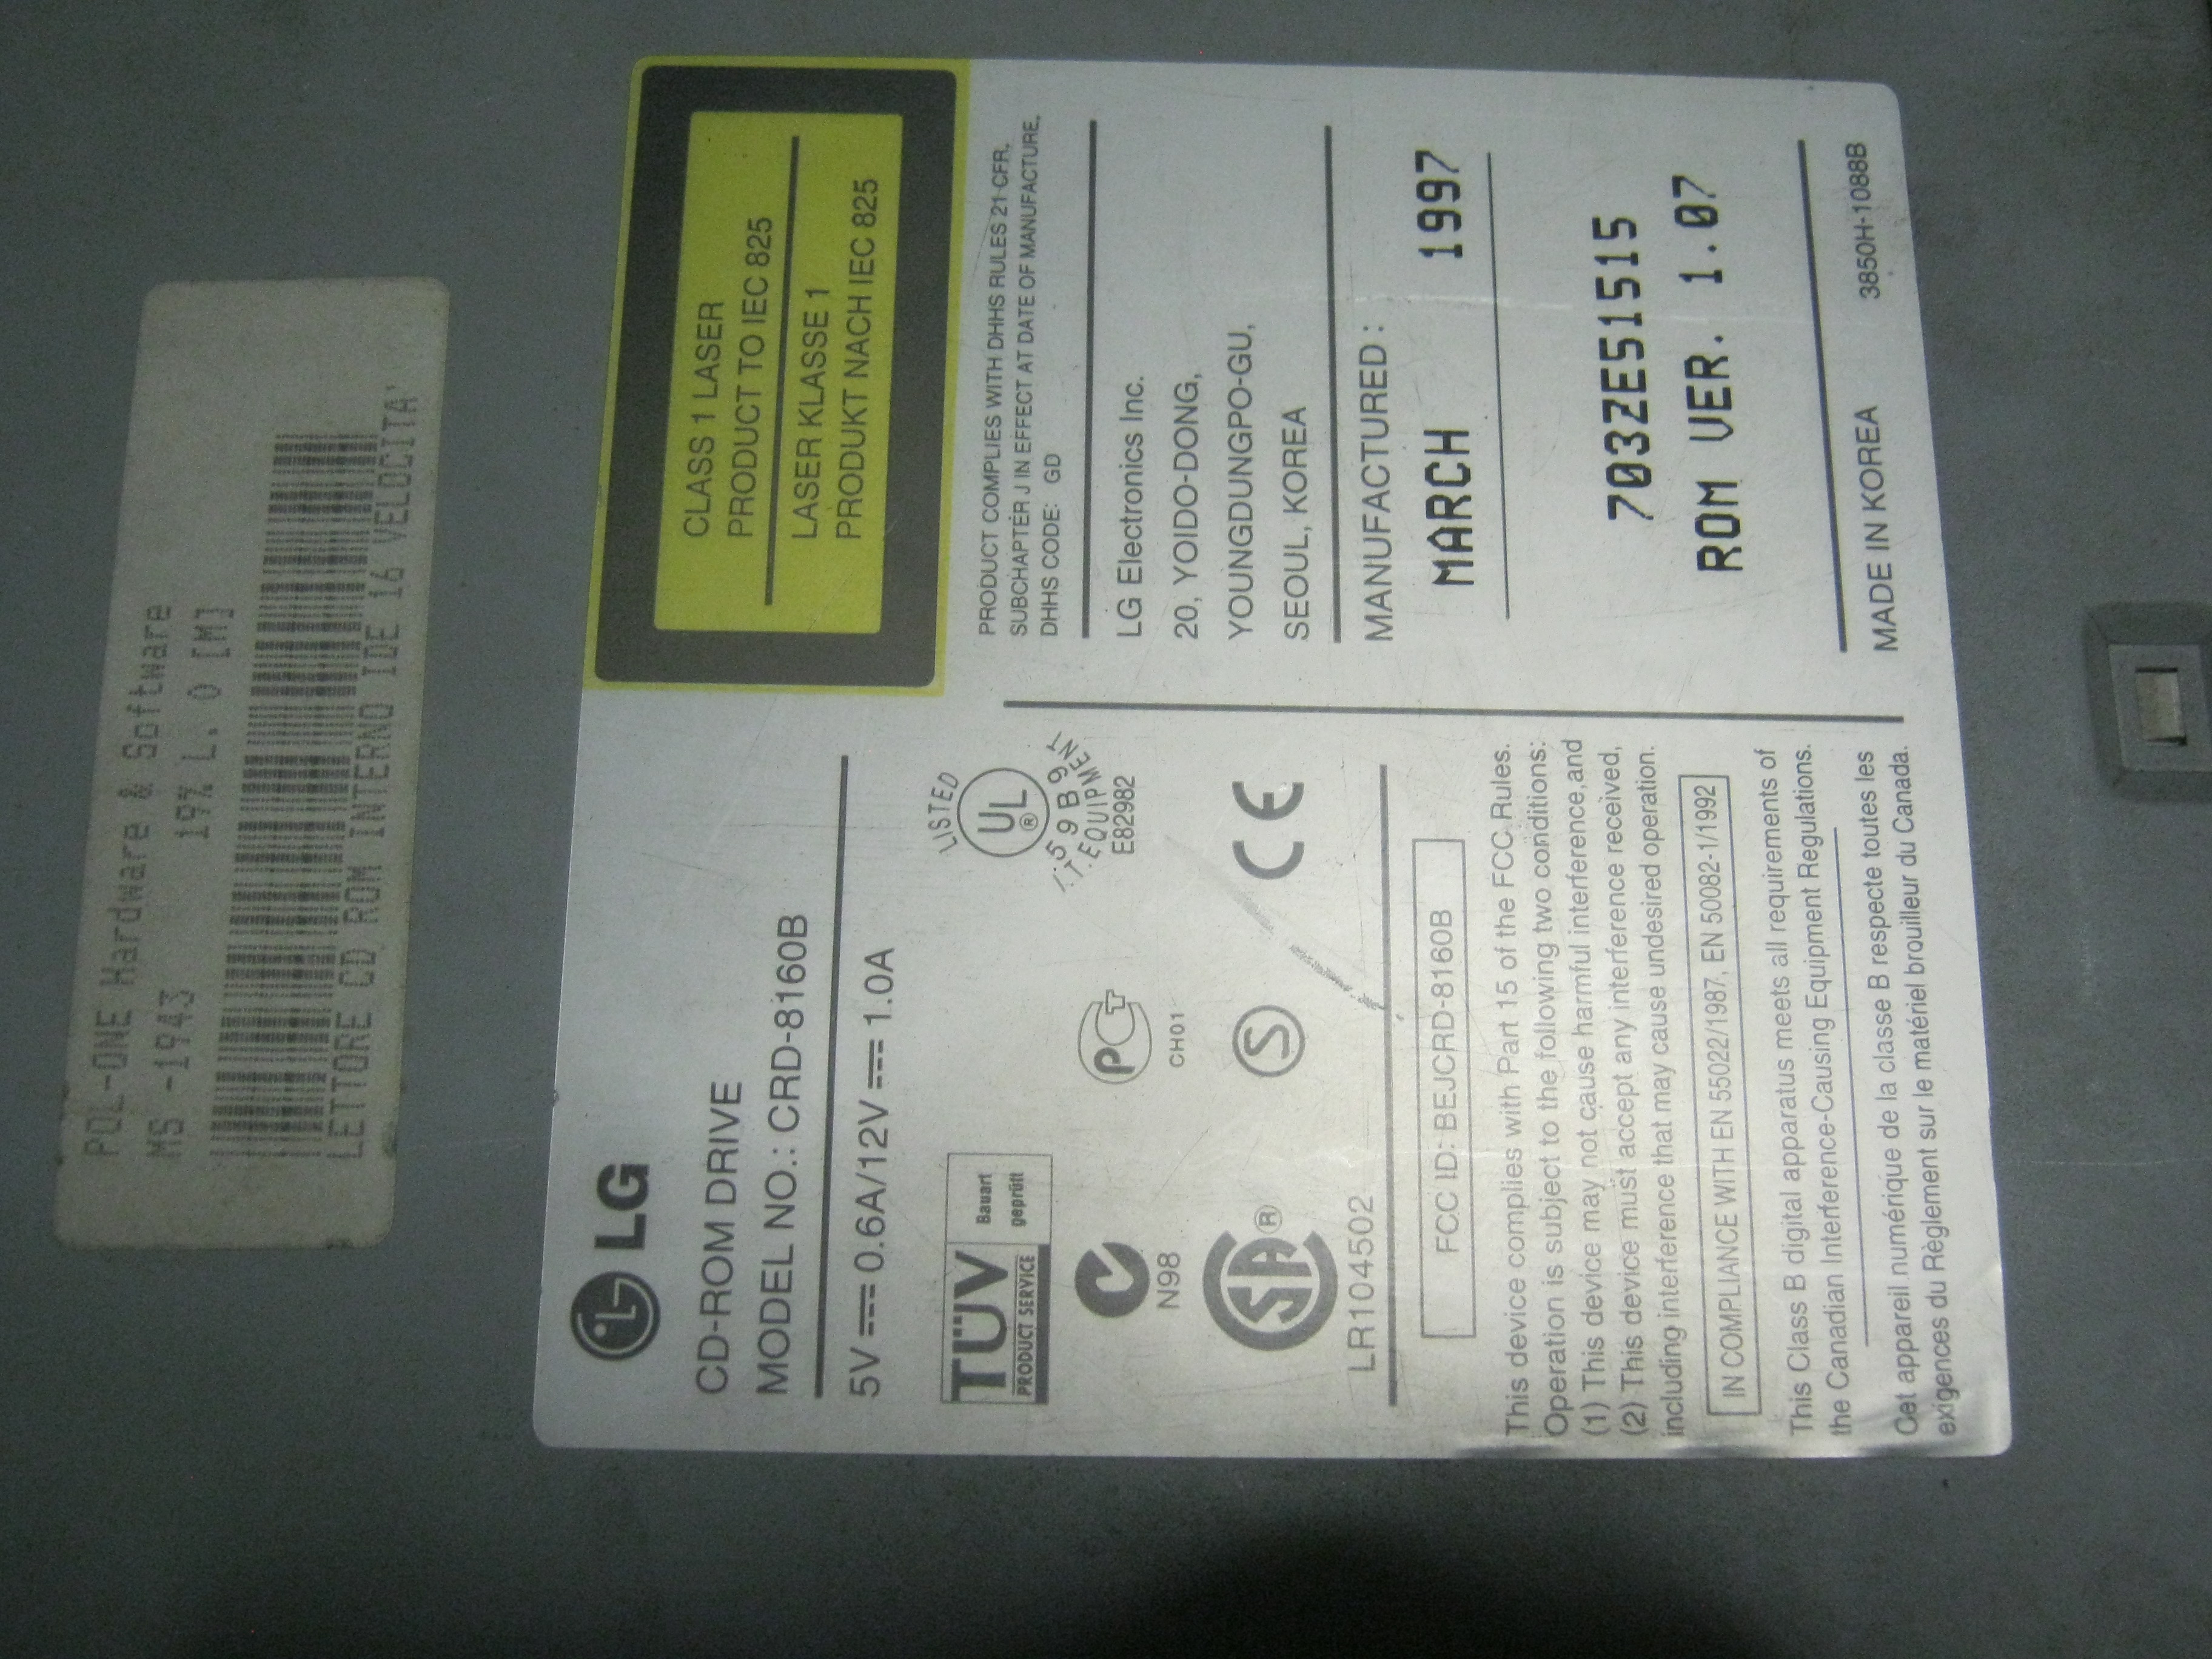 POL-ONE Hardware & Software
MS -1943 19% L. 0 [M]
LETTORE CD ROM INTERNO IDE 16 VELOCITA'
LG
CD-ROM DRIVE
MODEL NO.: CRD-8160B
5V ⎓ 0.6A/12V ⎓ 1.0A
TÜV
PRODUCT SERVICE
Bauart
geprüft
LISTED
UL®
59B9
I.T.EQUIPMENT
E82982
N98
PCT
CH01
SA®
S
CE
LR104502
FCC ID: BEJCRD-8160B
This device complies with Part 15 of the FCC Rules.
Operation is subject to the following two conditions:
(1) This device may not cause harmful interference,and
(2) This device must accept any interference received,
including interference that may cause undesired operation.
IN COMPLIANCE WITH EN 55022/1987, EN 50082-1/1992
This Class B digital apparatus meets all requirements of
the Canadian Interference-Causing Equipment Regulations.
Cet appareil numérique de la classe B respecte toutes les
exigences du Règlement sur le matériel brouilleur du Canada.
CLASS 1 LASER
PRODUCT TO IEC 825
LASER KLASSE 1
PRODUKT NACH IEC 825
PRODUCT COMPLIES WITH DHHS RULES 21 CFR,
SUBCHAPTER J IN EFFECT AT DATE OF MANUFACTURE,
DHHS CODE: GD
LG Electronics Inc.
20, YOIDO-DONG,
YOUNGDUNGPO-GU,
SEOUL, KOREA
MANUFACTURED :
MARCH 1997
703ZE51515
ROM VER. 1.07
MADE IN KOREA 3850H-1088B